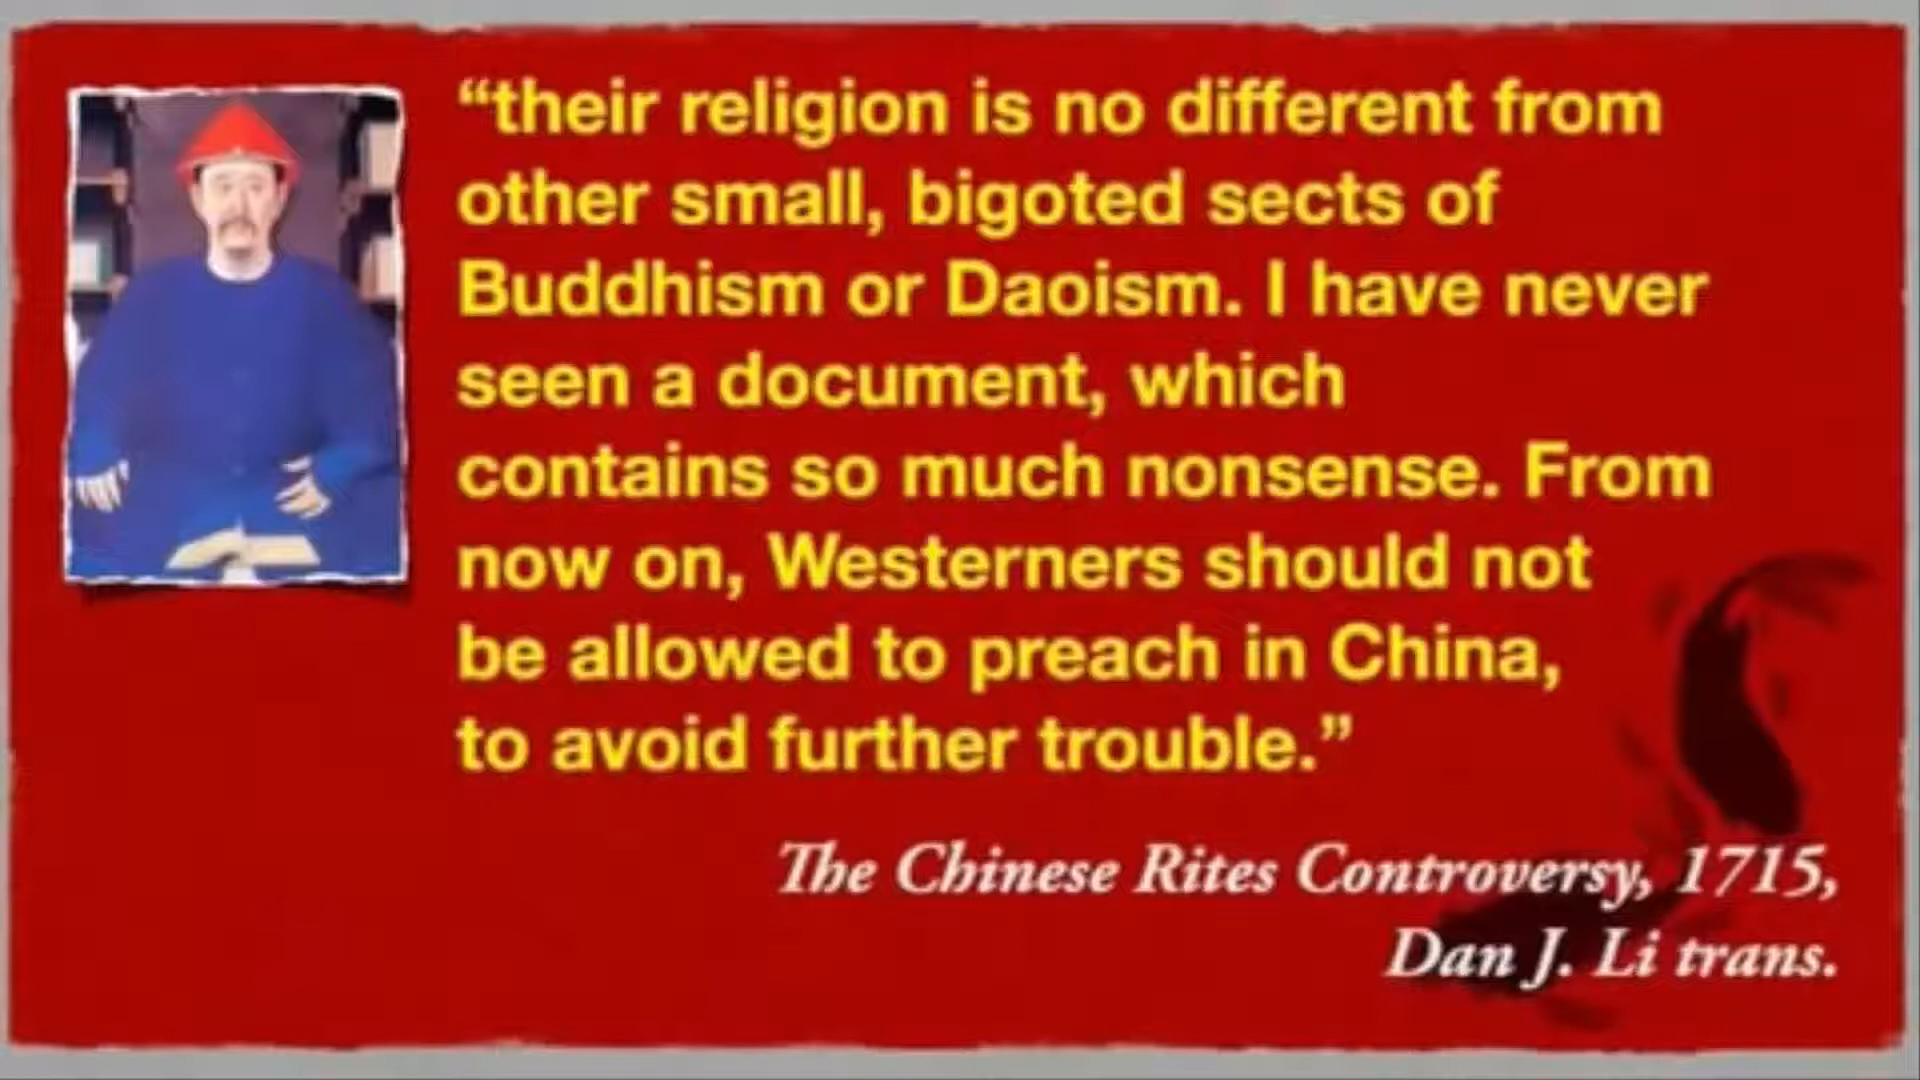 “their religion is no different from
other small, bigoted sects of
Buddhism or Daoism. I have never
seen a document, which
contains so much nonsense. From
now on, Westerners should not
be allowed to preach in China,
to avoid further trouble.”
The Chinese Rites Controversy, 1715,
Dan J. Li trans.